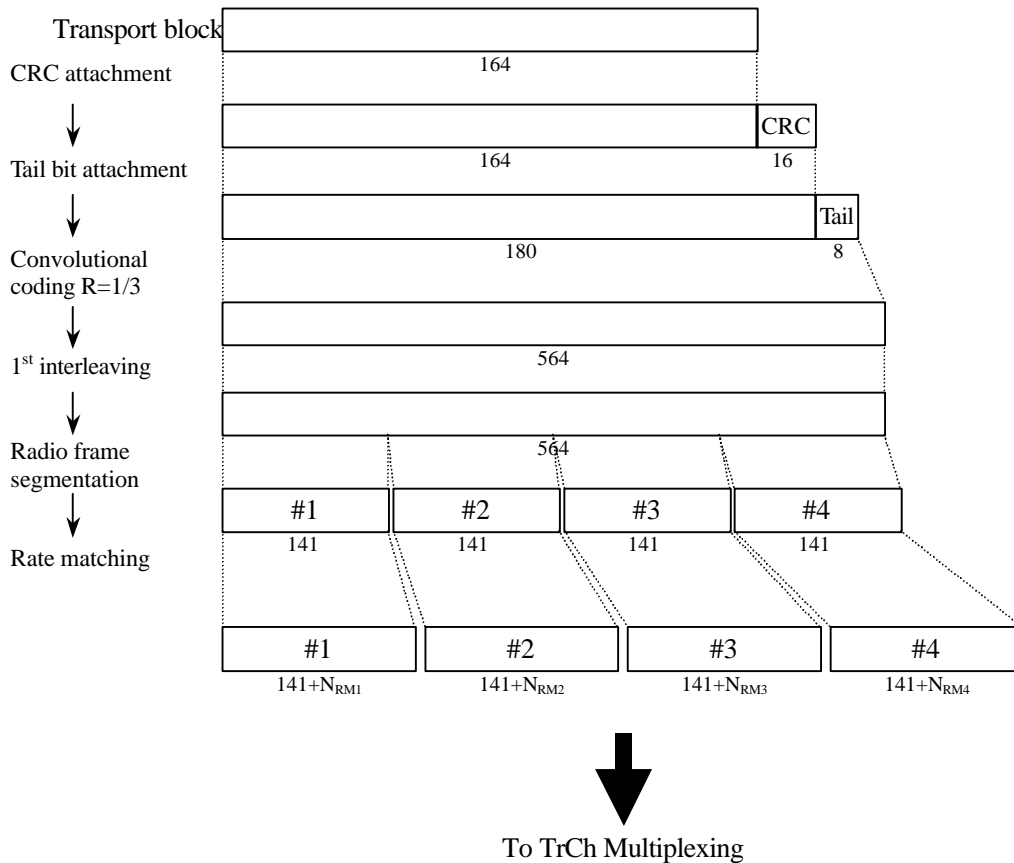 Transport block
164
CRC attachment
CRC
164
16
Tail bit attachment
Tail
180
8
Convolutional
coding R=1/3
564
1st interleaving
564
Radio frame
segmentation
#1 #2 #3 #4
141 141 141 141
Rate matching
#1 #2 #3 #4
141+NRM1 141+NRM2 141+NRM3 141+NRM4
To TrCh Multiplexing